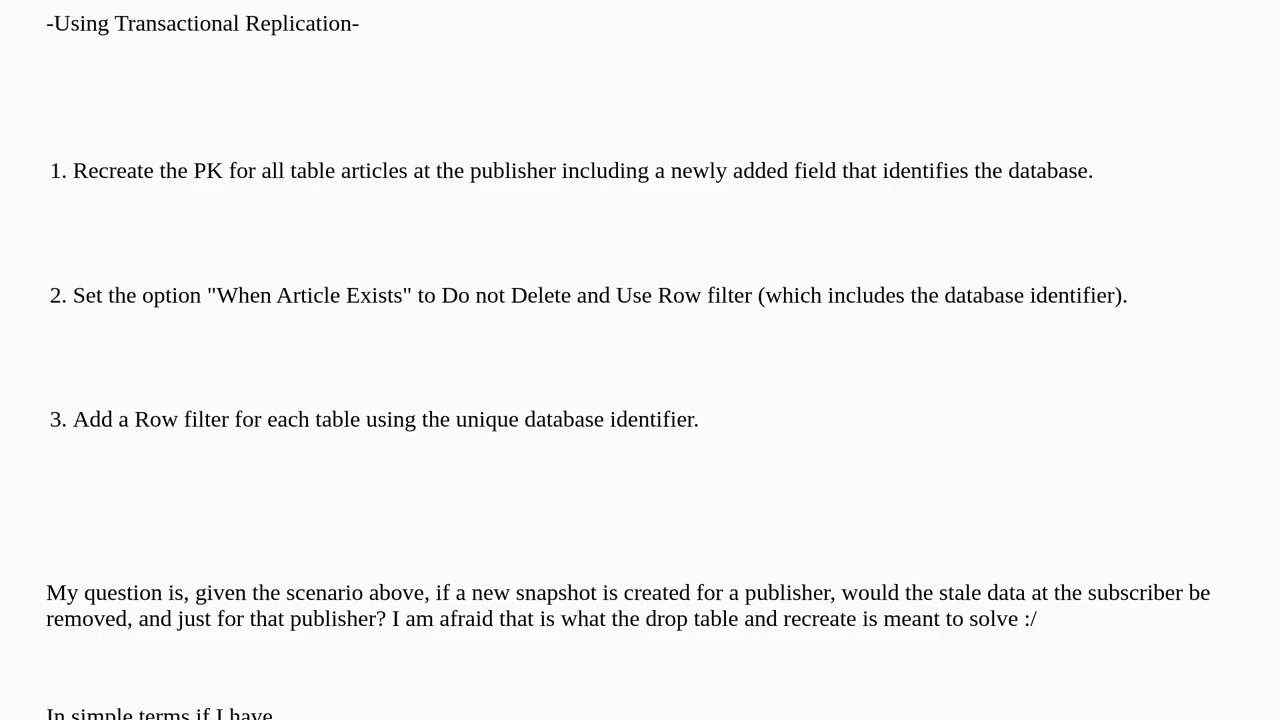 -Using Transactional Replication-
1. Recreate the PK for all table articles at the publisher including a newly added field that identifies the database.
2. Set the option "When Article Exists" to Do not Delete and Use Row filter (which includes the database identifier).
3. Add a Row filter for each table using the unique database identifier.
My question is, given the scenario above, if a new snapshot is created for a publisher, would the stale data at the subscriber be
removed, and just for that publisher? I am afraid that is what the drop table and recreate is meant to solve :/
In simple terms if I have